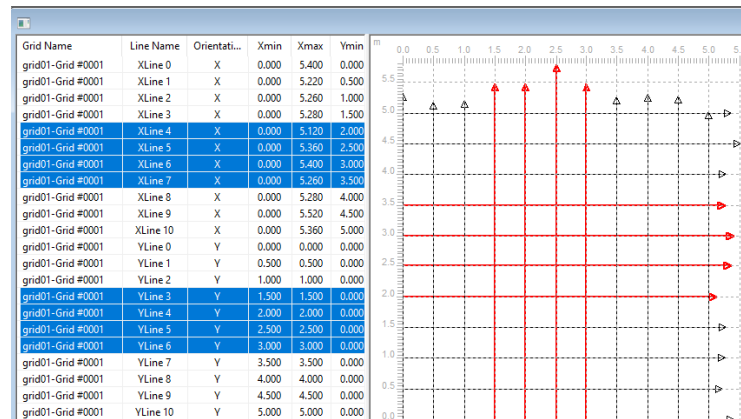 Grid Name Line Name Orientati... Xmin Xmax Ymin
grid01-Grid #0001 XLine 0 X 0.000 5.400 0.000
grid01-Grid #0001 XLine 1 X 0.000 5.220 0.500
grid01-Grid #0001 XLine 2 X 0.000 5.260 1.000
grid01-Grid #0001 XLine 3 X 0.000 5.280 1.500
grid01-Grid #0001 XLine 4 X 0.000 5.120 2.000
grid01-Grid #0001 XLine 5 X 0.000 5.360 2.500
grid01-Grid #0001 XLine 6 X 0.000 5.400 3.000
grid01-Grid #0001 XLine 7 X 0.000 5.260 3.500
grid01-Grid #0001 XLine 8 X 0.000 5.280 4.000
grid01-Grid #0001 XLine 9 X 0.000 5.520 4.500
grid01-Grid #0001 XLine 10 X 0.000 5.360 5.000
grid01-Grid #0001 YLine 0 Y 0.000 0.000 0.000
grid01-Grid #0001 YLine 1 Y 0.500 0.500 0.000
grid01-Grid #0001 YLine 2 Y 1.000 1.000 0.000
grid01-Grid #0001 YLine 3 Y 1.500 1.500 0.000
grid01-Grid #0001 YLine 4 Y 2.000 2.000 0.000
grid01-Grid #0001 YLine 5 Y 2.500 2.500 0.000
grid01-Grid #0001 YLine 6 Y 3.000 3.000 0.000
grid01-Grid #0001 YLine 7 Y 3.500 3.500 0.000
grid01-Grid #0001 YLine 8 Y 4.000 4.000 0.000
grid01-Grid #0001 YLine 9 Y 4.500 4.500 0.000
grid01-Grid #0001 YLine 10 Y 5.000 5.000 0.000
m
0.0 0.5 1.0 1.5 2.0 2.5 3.0 3.5 4.0 4.5 5.0
5.5
5.0
4.5
4.0
3.5
3.0
2.5
2.0
1.5
1.0
0.5
0.0